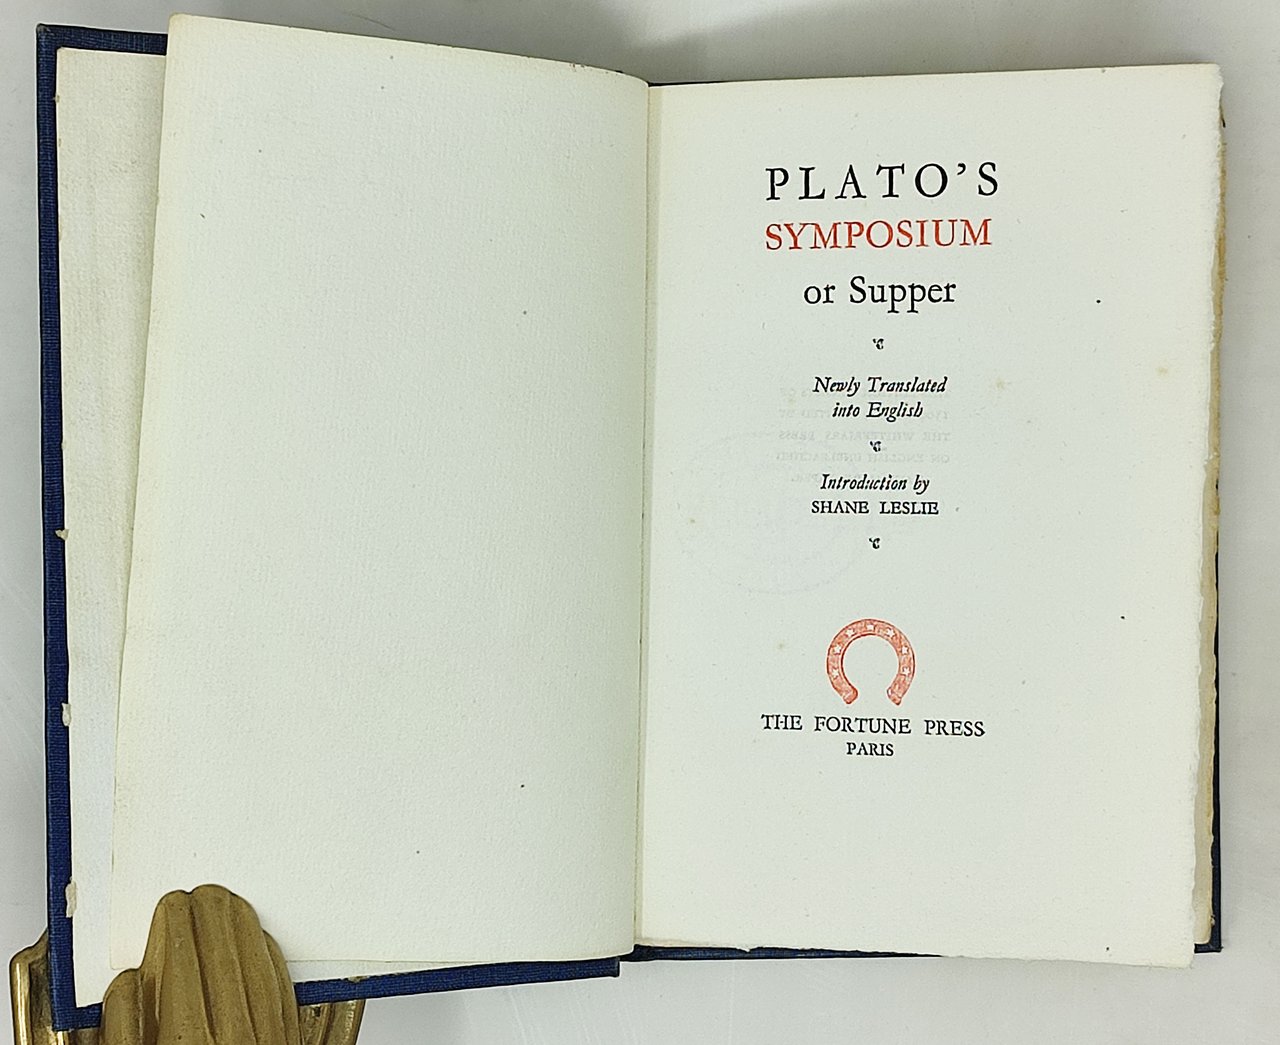 PLATO'S
SYMPOSIUM
or Supper
Newly Translated
into English
Introduction by
SHANE LESLIE
THE FORTUNE PRESS
PARIS